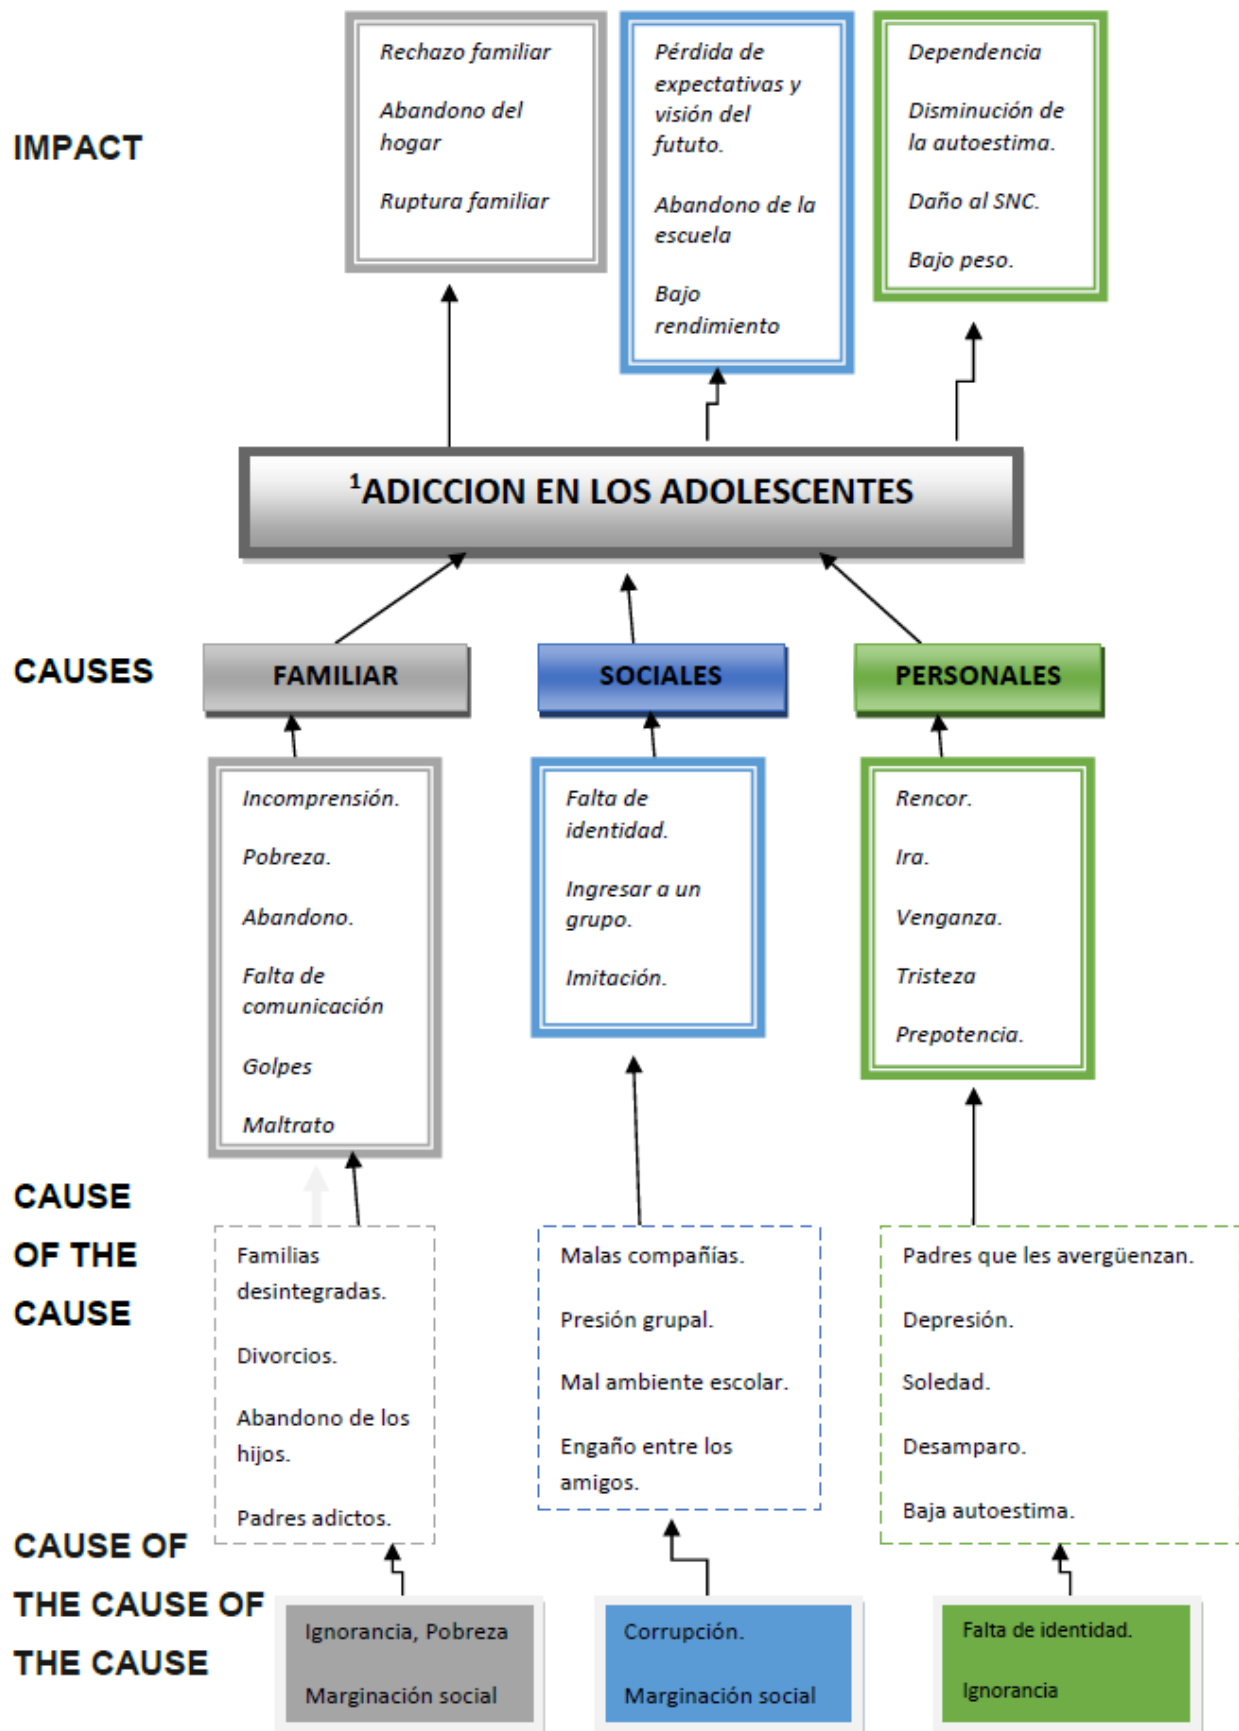 IMPACT
Rechazo familiar
Abandono del
hogar
Ruptura familiar
Pérdida de
expectativas y
visión del
fututo.
Abandono de la
escuela
Bajo
rendimiento
Dependencia
Disminución de
la autoestima.
Daño al SNC.
Bajo peso.
¹ADICCION EN LOS ADOLESCENTES
CAUSES
FAMILIAR
SOCIALES
PERSONALES
Incomprensión.
Pobreza.
Abandono.
Falta de
comunicación
Golpes
Maltrato
Falta de
identidad.
Ingresar a un
grupo.
Imitación.
Rencor.
Ira.
Venganza.
Tristeza
Prepotencia.
CAUSE
OF THE
CAUSE
Familias
desintegradas.
Divorcios.
Abandono de los
hijos.
Padres adictos.
Malas compañías.
Presión grupal.
Mal ambiente escolar.
Engaño entre los
amigos.
Padres que les avergüenzan.
Depresión.
Soledad.
Desamparo.
Baja autoestima.
CAUSE OF
THE CAUSE OF
THE CAUSE
Ignorancia, Pobreza
Marginación social
Corrupción.
Marginación social
Falta de identidad.
Ignorancia